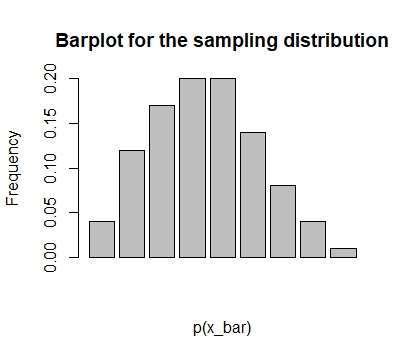 Barplot for the sampling distribution
Frequency
0.20
0.15
0.10
0.05
0.00
p(x_bar)